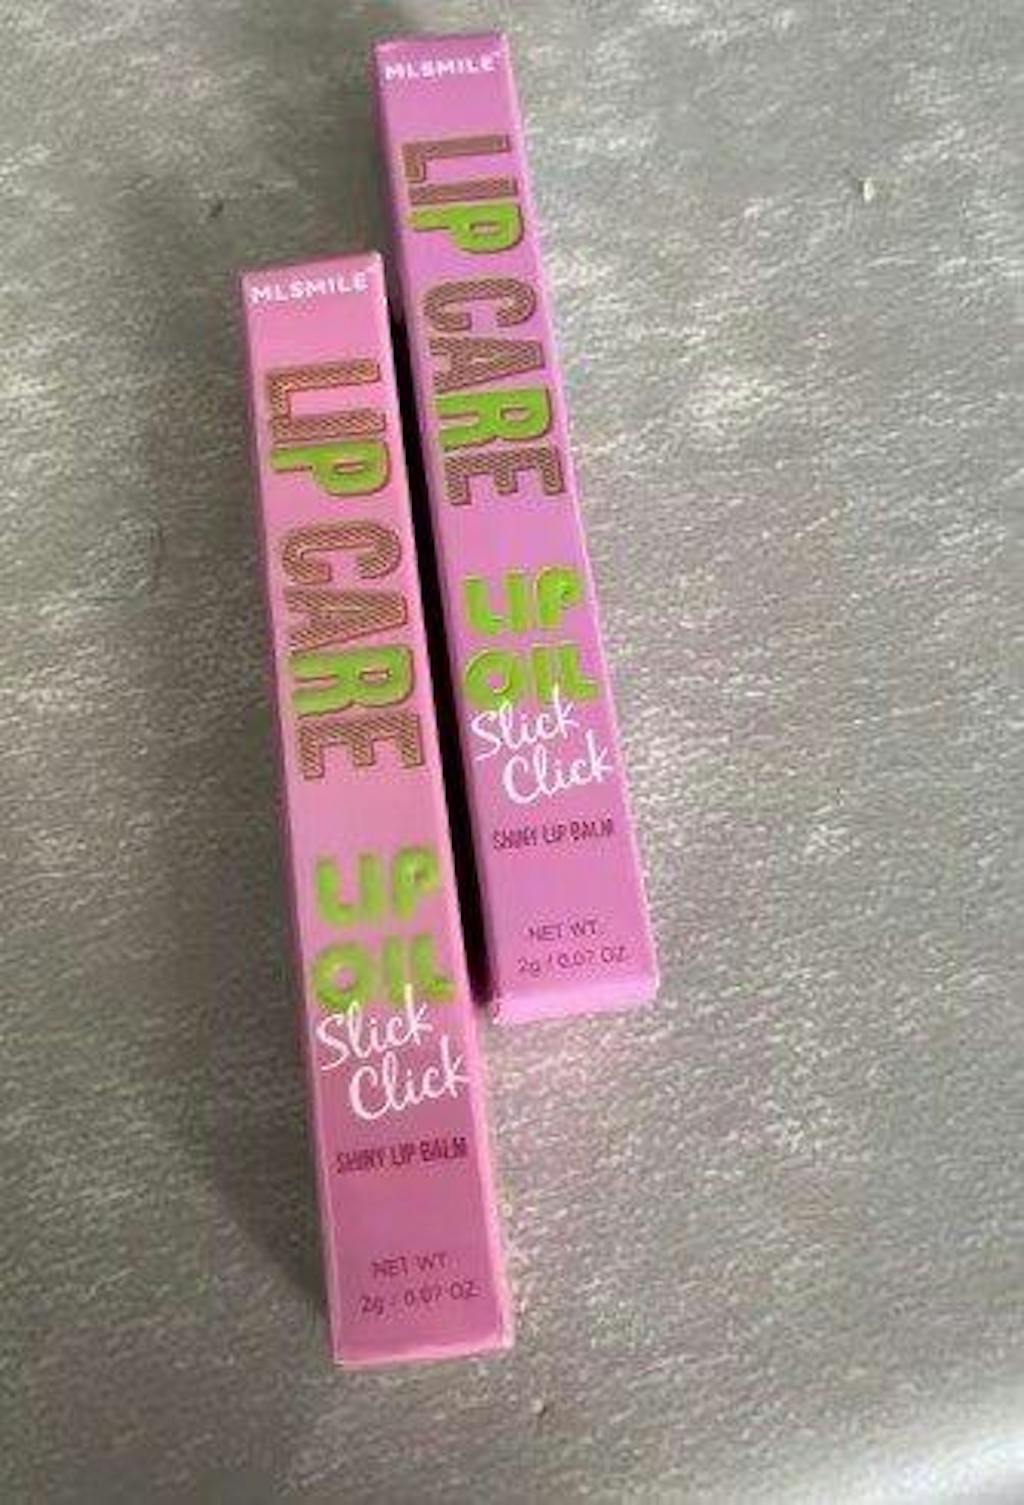 MLSMILE
LIP CARE
LIP
OIL
Slick
Click
SHINY LIP BALM
NET WT.
2g / 0.07 OZ.
MLSMILE
LIP CARE
LIP
OIL
Slick
Click
SHINY LIP BALM
NET WT.
2g / 0.07 OZ.